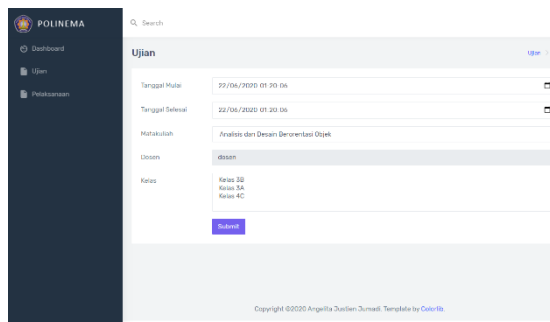 POLINEMA
Search
Dashboard
Ujian
Pelaksanaan
Ujian
Ujian
Tanggal Mulai
22/06/2020 01:20:06
Tanggal Selesai
22/06/2020 01:20:06
Matakuliah
Analisis dan Desain Berorentasi Objek
Dosen
dosen
Kelas
Kelas 3B
Kelas 3A
Kelas 4C
Submit
Copyright ©2020 Angelita Justien Jumadi. Template by Colorlib.